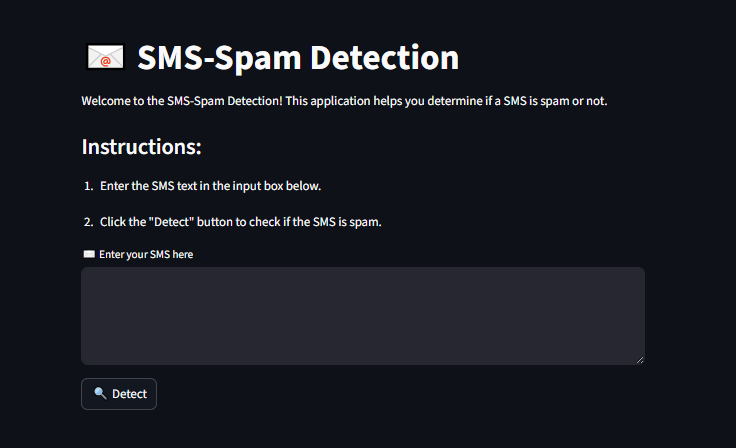 SMS-Spam Detection
Welcome to the SMS-Spam Detection! This application helps you determine if a SMS is spam or not.
Instructions:
1. Enter the SMS text in the input box below.
2. Click the "Detect" button to check if the SMS is spam.
Enter your SMS here
Detect